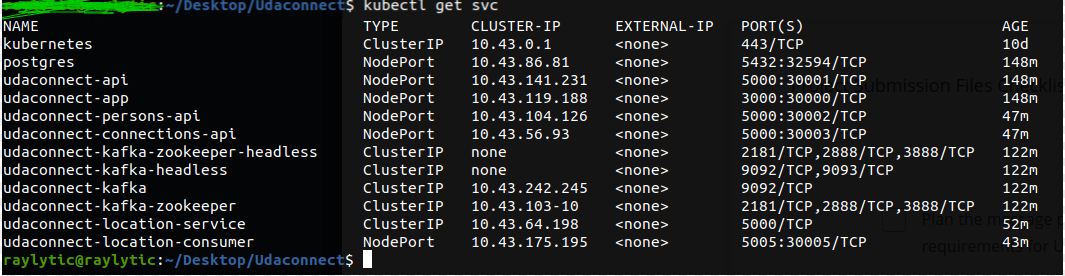 :~/Desktop/Udaconnect$ kubectl get svc
NAME TYPE CLUSTER-IP EXTERNAL-IP PORT(S) AGE
kubernetes ClusterIP 10.43.0.1 <none> 443/TCP 10d
postgres NodePort 10.43.86.81 <none> 5432:32594/TCP 148m
udaconnect-api NodePort 10.43.141.231 <none> 5000:30001/TCP 148m
udaconnect-app NodePort 10.43.119.188 <none> 3000:30000/TCP 148m
udaconnect-persons-api NodePort 10.43.104.126 <none> 5000:30002/TCP 47m
udaconnect-connections-api NodePort 10.43.56.93 <none> 5000:30003/TCP 47m
udaconnect-kafka-zookeeper-headless ClusterIP none <none> 2181/TCP,2888/TCP,3888/TCP 122m
udaconnect-kafka-headless ClusterIP none <none> 9092/TCP,9093/TCP 122m
udaconnect-kafka ClusterIP 10.43.242.245 <none> 9092/TCP 122m
udaconnect-kafka-zookeeper ClusterIP 10.43.103-10 <none> 2181/TCP,2888/TCP,3888/TCP 122m
udaconnect-location-service ClusterIP 10.43.64.198 <none> 5000/TCP 52m
udaconnect-location-consumer NodePort 10.43.175.195 <none> 5005:30005/TCP 43m
raylytic@raylytic:~/Desktop/Udaconnect$
Submission Files Checklis
Plan the
requirement for U